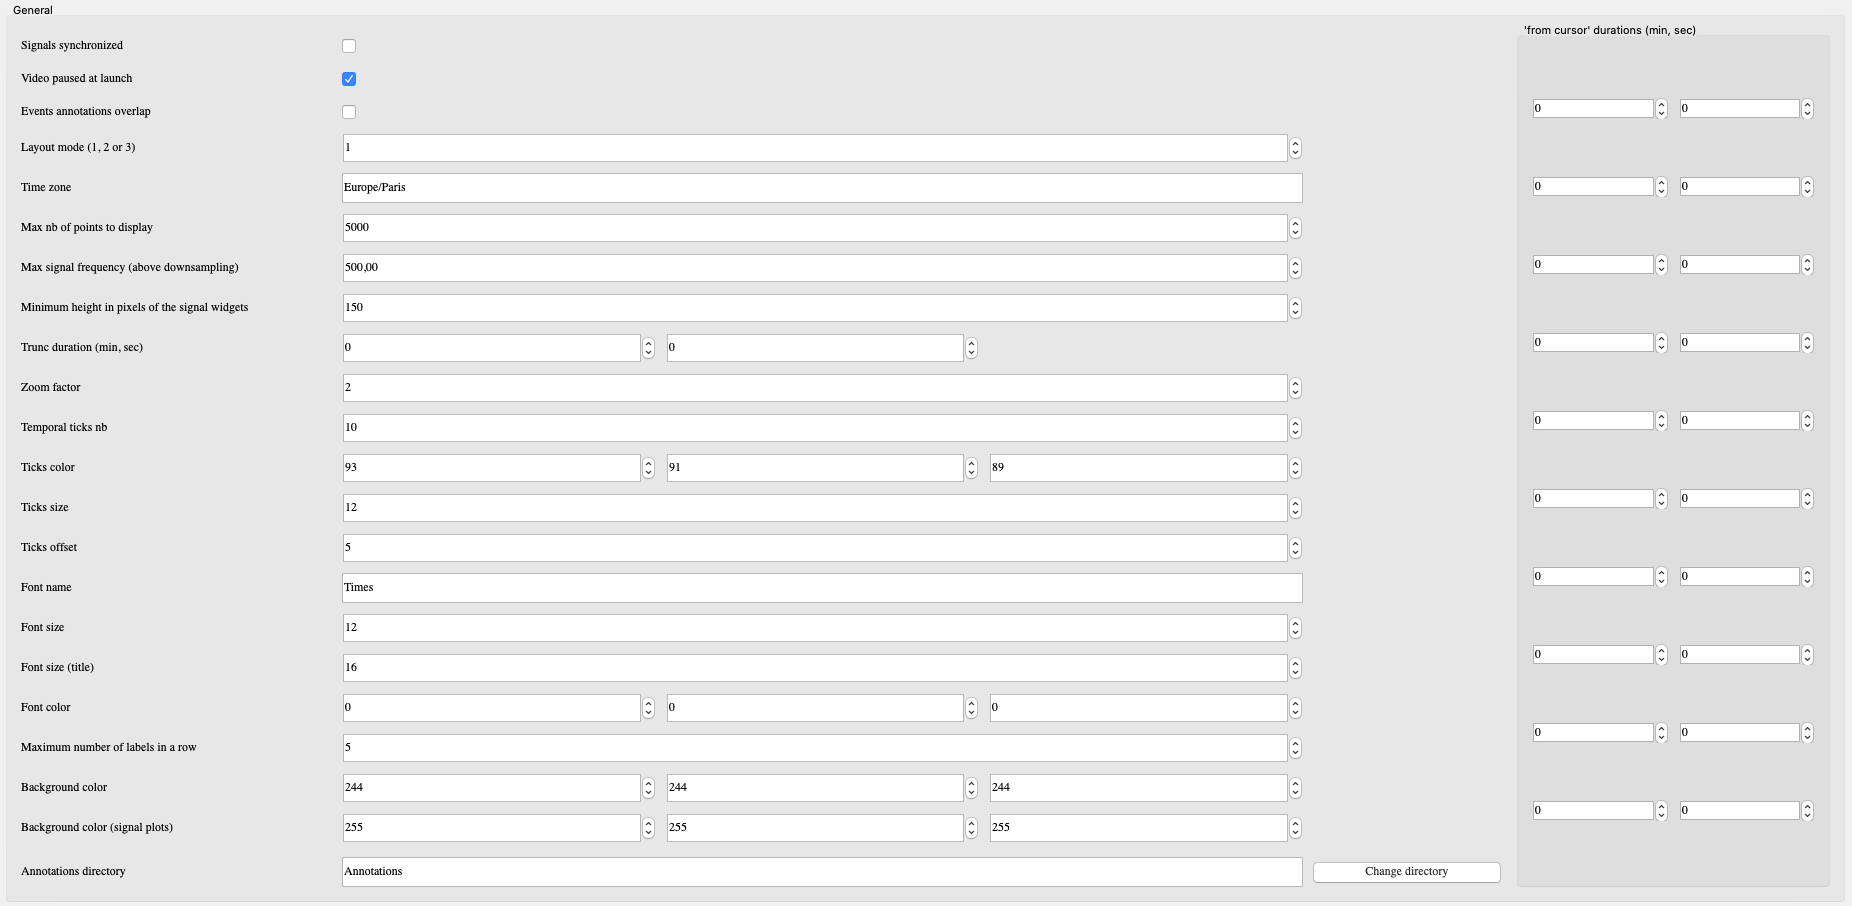 General
Signals synchronized
Video paused at launch
Events annotations overlap
Layout mode (1, 2 or 3) 1
Time zone Europe/Paris
Max nb of points to display 5000
Max signal frequency (above downsampling) 500,00
Minimum height in pixels of the signal widgets 150
Trunc duration (min, sec) 0 0
Zoom factor 2
Temporal ticks nb 10
Ticks color 93 91 89
Ticks size 12
Ticks offset 5
Font name Times
Font size 12
Font size (title) 16
Font color 0 0 0
Maximum number of labels in a row 5
Background color 244 244 244
Background color (signal plots) 255 255 255
Annotations directory Annotations Change directory
'from cursor' durations (min, sec)
0 0
0 0
0 0
0 0
0 0
0 0
0 0
0 0
0 0
0 0